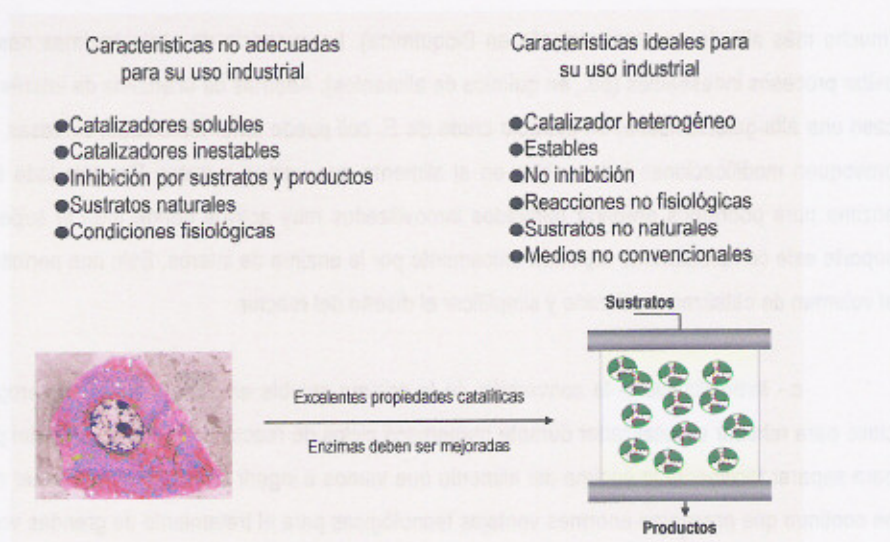 Caracteristicas no adecuadas
para su uso industrial
●Catalizadores solubles
●Catalizadores inestables
●Inhibición por sustratos y productos
●Sustratos naturales
●Condiciones fisiológicas
Caracteristicas ideales para
su uso industrial
●Catalizador heterogéneo
●Estables
●No inhibición
●Reacciones no fisiológicas
●Sustratos no naturales
●Medios no convencionales
Sustratos
Excelentes propiedades catalíticas
Enzimas deben ser mejoradas
Productos